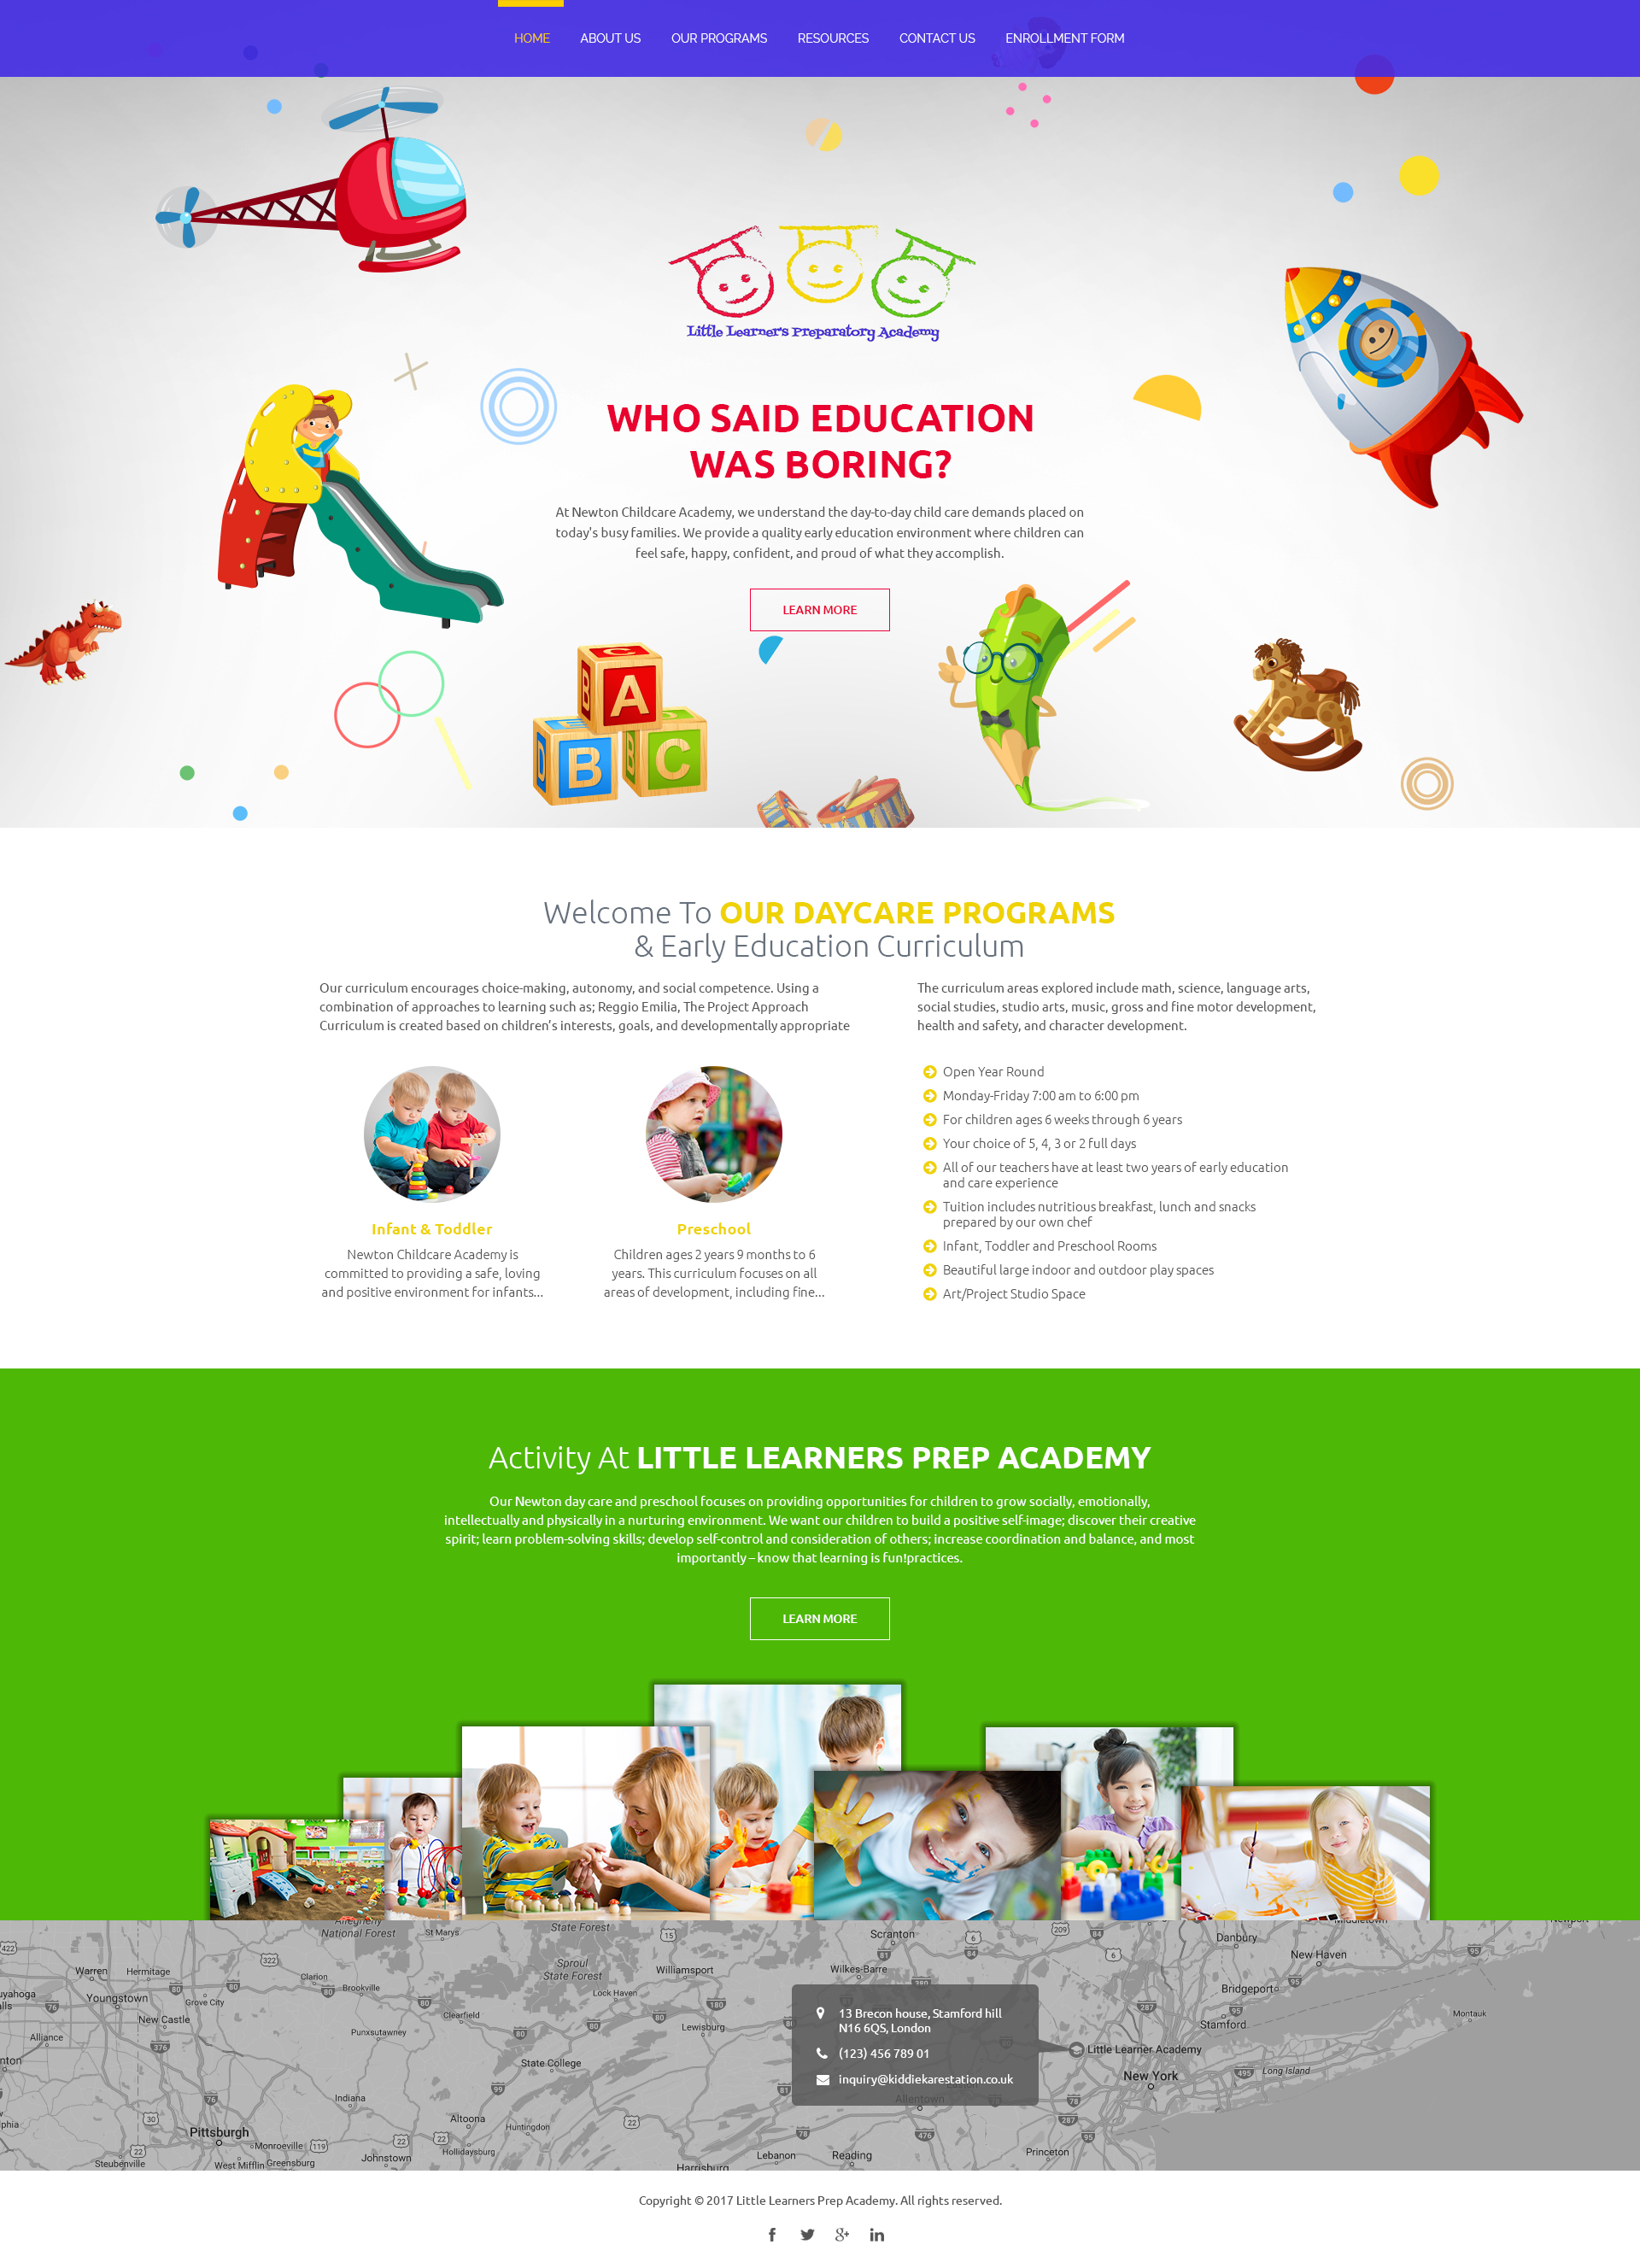 HOME ABOUT US OUR PROGRAMS RESOURCES CONTACT US ENROLLMENT FORM
Little Learner's Preparatory Academy
WHO SAID EDUCATION
WAS BORING?
At Newton Childcare Academy, we understand the day-to-day child care demands placed on
today's busy families. We provide a quality early education environment where children can
feel safe, happy, confident, and proud of what they accomplish.
LEARN MORE
A
B
C
Welcome To OUR DAYCARE PROGRAMS
& Early Education Curriculum
Our curriculum encourages choice-making, autonomy, and social competence. Using a
combination of approaches to learning such as; Reggio Emilia, The Project Approach
Curriculum is created based on children's interests, goals, and developmentally appropriate
Infant & Toddler
Newton Childcare Academy is
committed to providing a safe, loving
and positive environment for infants...
Preschool
Children ages 2 years 9 months to 6
years. This curriculum focuses on all
areas of development, including fine...
The curriculum areas explored include math, science, language arts,
social studies, studio arts, music, gross and fine motor development,
health and safety, and character development.
Open Year Round
Monday-Friday 7:00 am to 6:00 pm
For children ages 6 weeks through 6 years
Your choice of 5, 4, 3 or 2 full days
All of our teachers have at least two years of early education
and care experience
Tuition includes nutritious breakfast, lunch and snacks
prepared by our own chef
Infant, Toddler and Preschool Rooms
Beautiful large indoor and outdoor play spaces
Art/Project Studio Space
Activity At LITTLE LEARNERS PREP ACADEMY
Our Newton day care and preschool focuses on providing opportunities for children to grow socially, emotionally,
intellectually and physically in a nurturing environment. We want our children to build a positive self-image; discover their creative
spirit; learn problem-solving skills; develop self-control and consideration of others; increase coordination and balance, and most
importantly – know that learning is fun!practices.
LEARN MORE
Allegheny
National Forest
St Marys
State Forest
Scranton
Danbury
New Haven
Warren
Hermitage
Clarion
Brookville
Sproul
State Forest
Williamsport
Wilkes-Barre
Bridgeport
Youngstown
Grove City
Lock Haven
New Castle
Clearfield
Montauk
Stamford
Alliance
Punxsutawney
Lewisburg
State College
13 Brecon house, Stamford hill
N16 6QS, London
(123) 456 789 01
inquiry@kiddiekarestation.co.uk
Little Learner Academy
New York
Long Island
Indiana
Allentown
Altoona
Huntingdon
Pittsburgh
Monroeville
Hollidaysburg
Steubenville
West Mifflin
Greensburg
Johnstown
Lebanon
Reading
Princeton
Harrisburg
Copyright © 2017 Little Learners Prep Academy. All rights reserved.